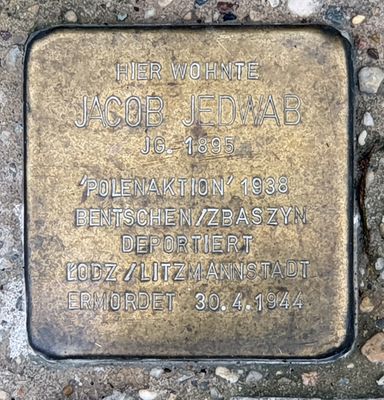 HIER WOHNTE
JACOB JEDWAB
JG. 1895
'POLENAKTION' 1938
BENTSCHEN/ZBASZYN
DEPORTIERT
ŁODZ/LITZMANNSTADT
ERMORDET 30.4.1944